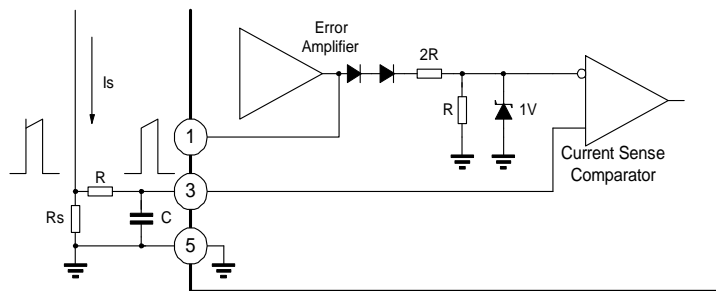 Error
Amplifier
2R
Is
R
1V
1
Current Sense
Comparator
R
3
Rs
C
5